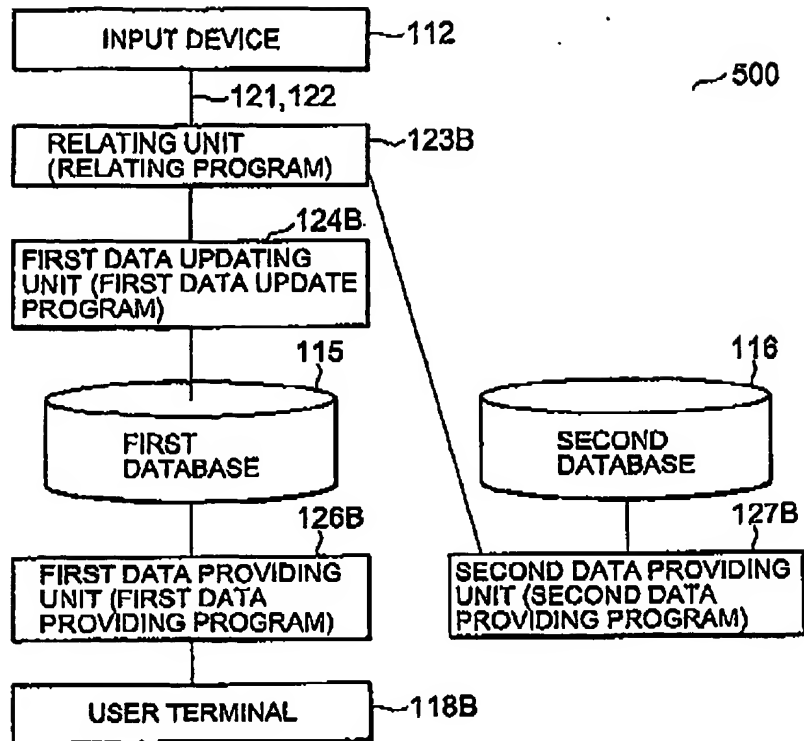 INPUT DEVICE
112
500
121,122
RELATING UNIT
(RELATING PROGRAM)
123B
124B
FIRST DATA UPDATING
UNIT (FIRST DATA UPDATE
PROGRAM)
115
116
FIRST
DATABASE
SECOND
DATABASE
126B
127B
FIRST DATA PROVIDING
UNIT (FIRST DATA
PROVIDING PROGRAM)
SECOND DATA PROVIDING
UNIT (SECOND DATA
PROVIDING PROGRAM)
USER TERMINAL
118B